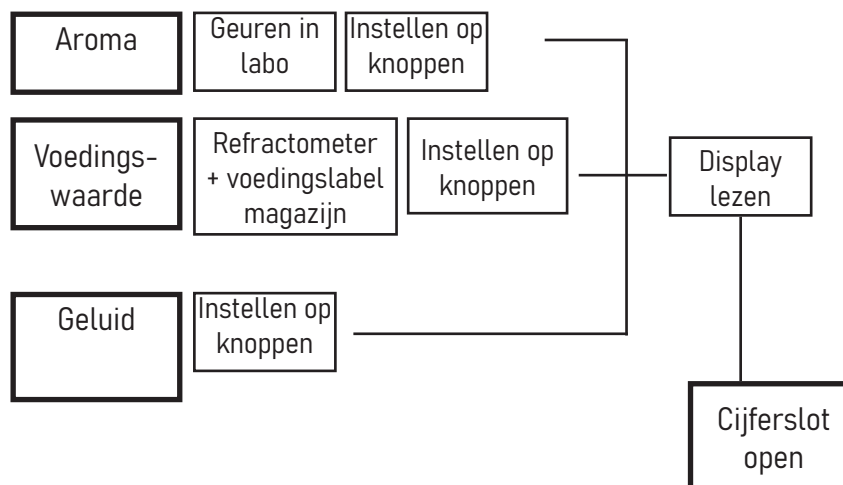 Aroma
Geuren in
labo
Instellen op
knoppen
Voedings-
waarde
Refractometer
+ voedingslabel
magazijn
Instellen op
knoppen
Display
lezen
Geluid
Instellen op
knoppen
Cijferslot
open